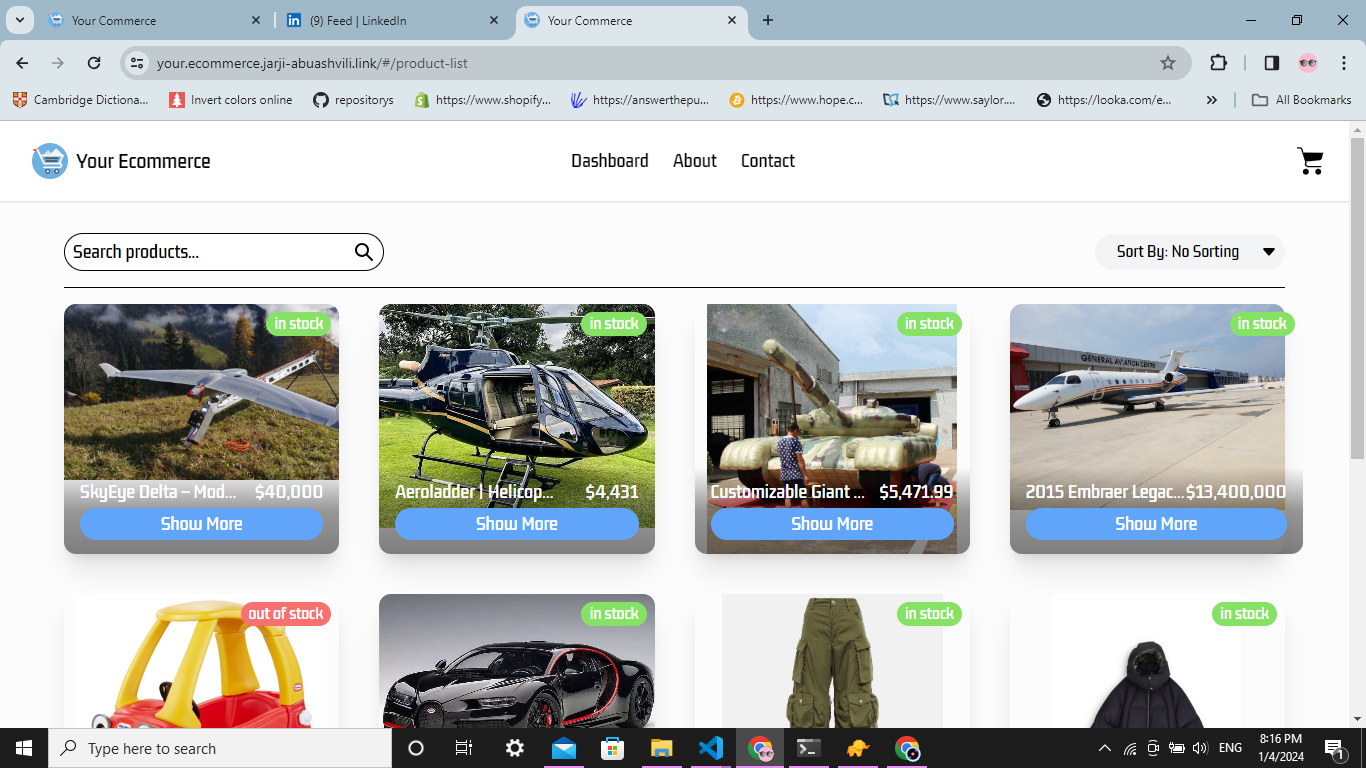 Your Commerce
(9) Feed | LinkedIn
Your Commerce
your.ecommerce.jarji-abuashvili.link/#/product-list
Cambridge Dictiona...
Invert colors online
repositorys
https://www.shopify...
https://answerthepu...
https://www.hope.c...
https://www.saylor....
https://looka.com/e...
All Bookmarks
Your Ecommerce
Dashboard
About
Contact
Search products...
Sort By: No Sorting
in stock
in stock
in stock
in stock
GENERAL AVIATION CENTRE
SkyEye Delta – Mod... $40,000
Aeroladder | Helicop... $4,431
Customizable Giant ... $5,471.99
2015 Embraer Legac... $13,400,000
Show More
Show More
Show More
Show More
out of stock
in stock
in stock
in stock
Type here to search
ENG
8:16 PM
1/4/2024
1